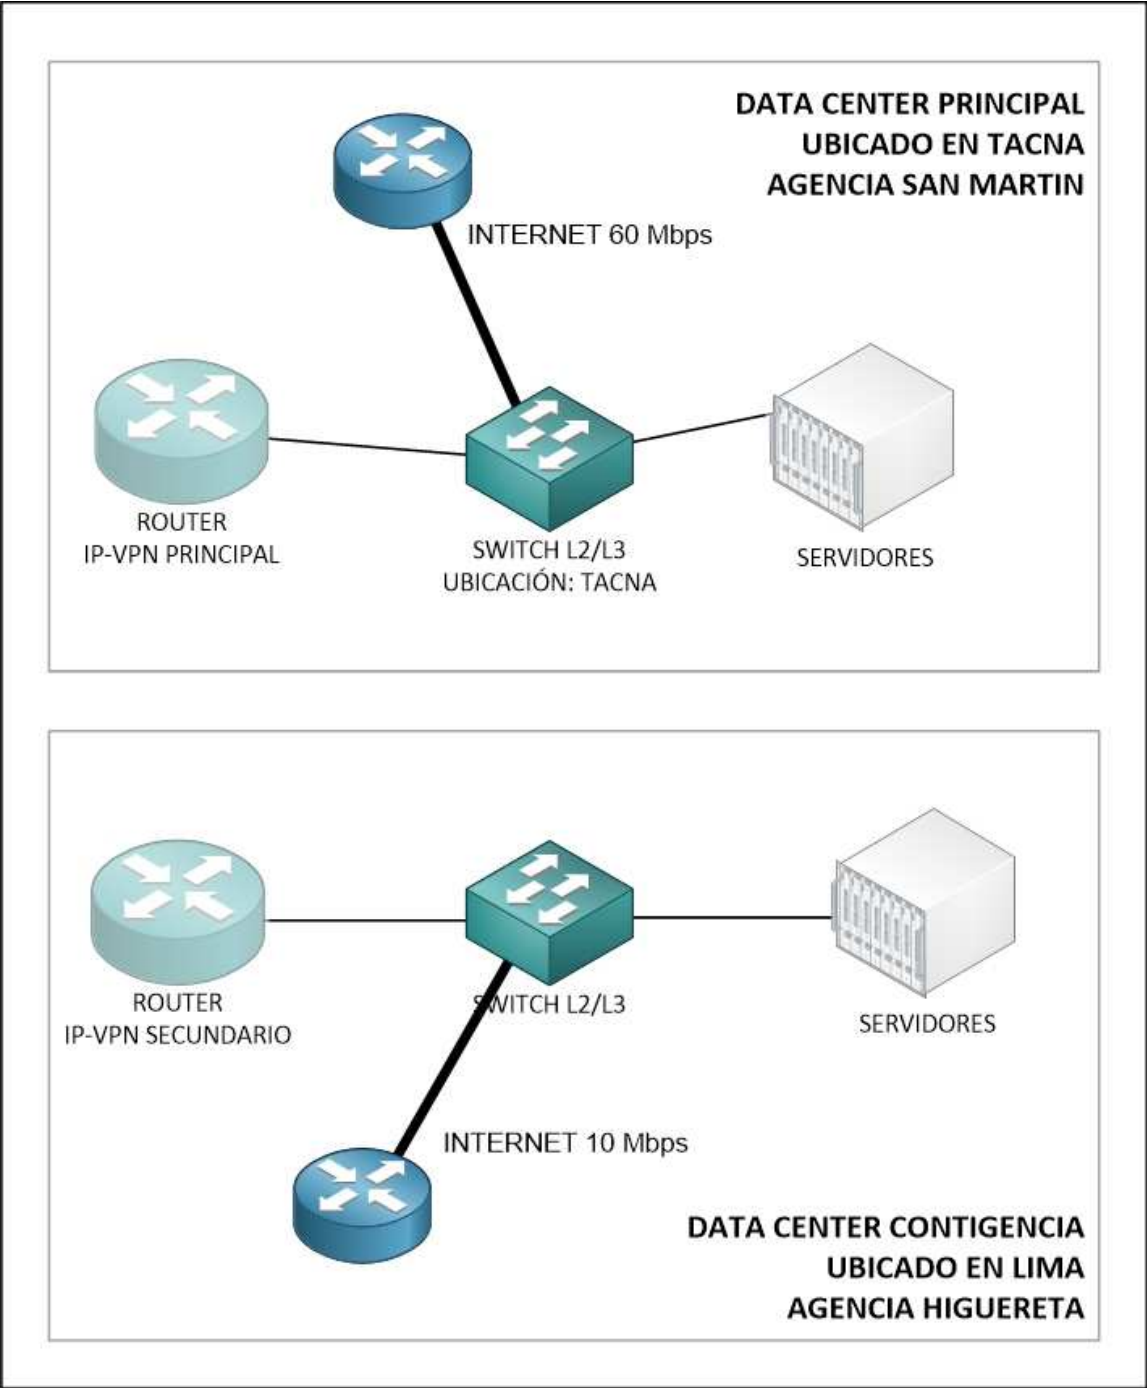 DATA CENTER PRINCIPAL
UBICADO EN TACNA
AGENCIA SAN MARTIN
INTERNET 60 Mbps
ROUTER
IP-VPN PRINCIPAL
SWITCH L2/L3
UBICACIÓN: TACNA
SERVIDORES
ROUTER
IP-VPN SECUNDARIO
SWITCH L2/L3
SERVIDORES
INTERNET 10 Mbps
DATA CENTER CONTIGENCIA
UBICADO EN LIMA
AGENCIA HIGUERETA